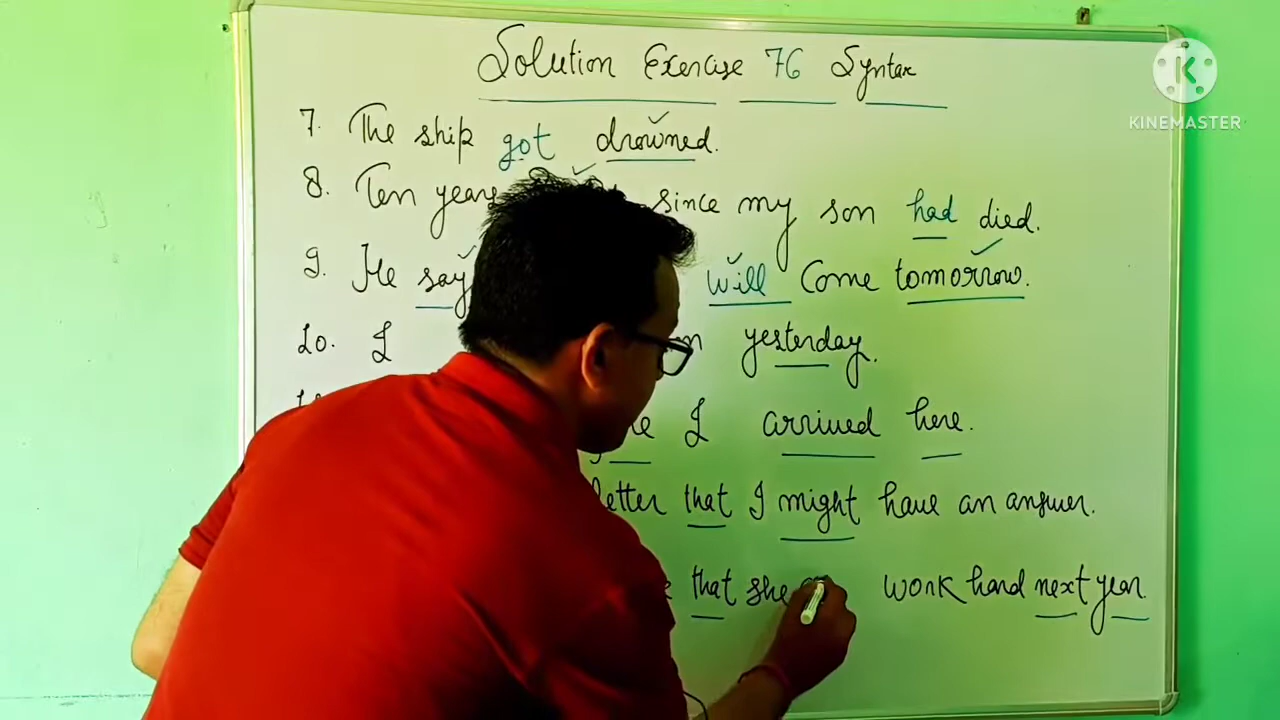 Solution Exercise 76 Syntax
KINEMASTER
7. The ship got drowned.
8. Ten years since my son had died.
9. He say will Come tomorrow.
10. I yesterday.
I arrived here.
letter that I might have an answer.
that she work hard next year.